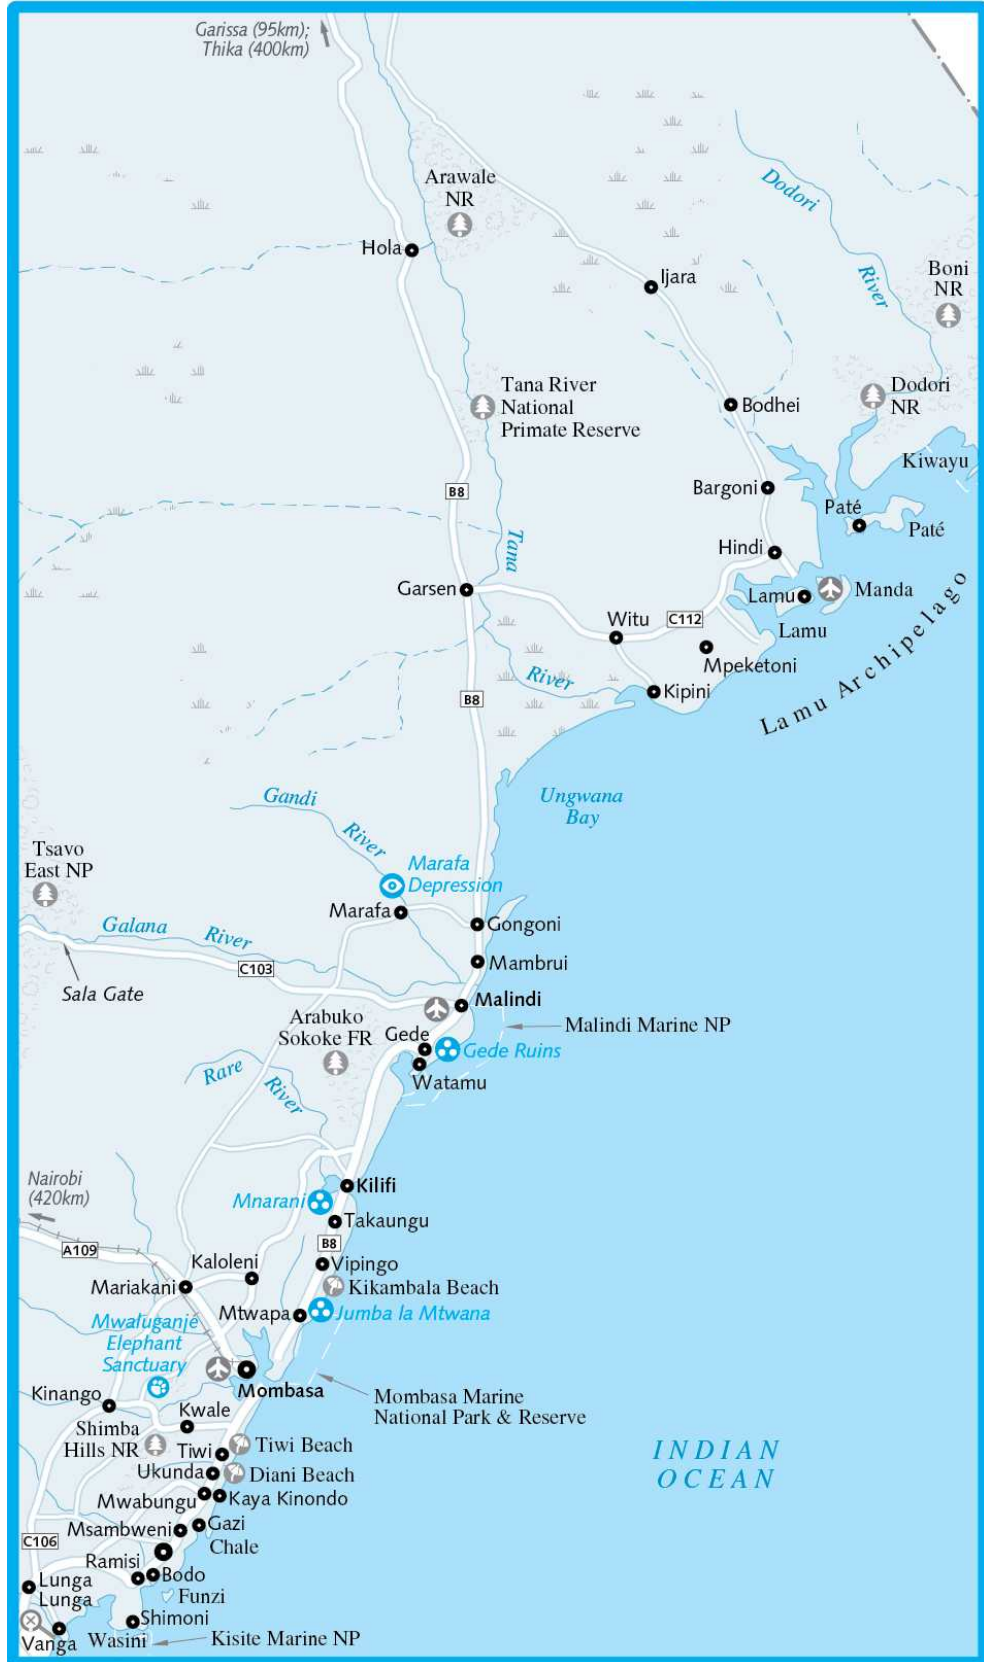 Garissa (95km);
Thika (400km)
Arawale
NR
Dodori
River
Hola
Ijara
Boni
NR
Tana River
National
Primate Reserve
Bodhei
Dodori
NR
Kiwayu
B8
Bargoni
Paté
Paté
Tana
Hindi
Garsen
Lamu
Manda
Witu
C112
Lamu
Mpeketoni
River
Kipini
B8
Lamu Archipelago
Gandi
River
Ungwana
Bay
Tsavo
East NP
Marafa
Depression
Marafa
Gongoni
Galana
River
C103
Mambrui
Sala Gate
Malindi
Arabuko
Sokoke FR
Malindi Marine NP
Gede
Gede Ruins
Rare
River
Watamu
Nairobi
(420km)
Kilifi
Mnarani
Takaungu
A109
B8
Kaloleni
Vipingo
Mariakani
Kikambala Beach
Mtwapa
Jumba la Mtwana
Mwaluganje
Elephant
Sanctuary
Mombasa
Kinango
Mombasa Marine
National Park & Reserve
Kwale
Shimba
Hills NR
Tiwi
Tiwi Beach
INDIAN
OCEAN
Ukunda
Diani Beach
Mwabungu
Kaya Kinondo
Msambweni
Gazi
C106
Chale
Ramisi
Bodo
Lunga
Lunga
Funzi
Shimoni
Vanga
Wasini
Kisite Marine NP